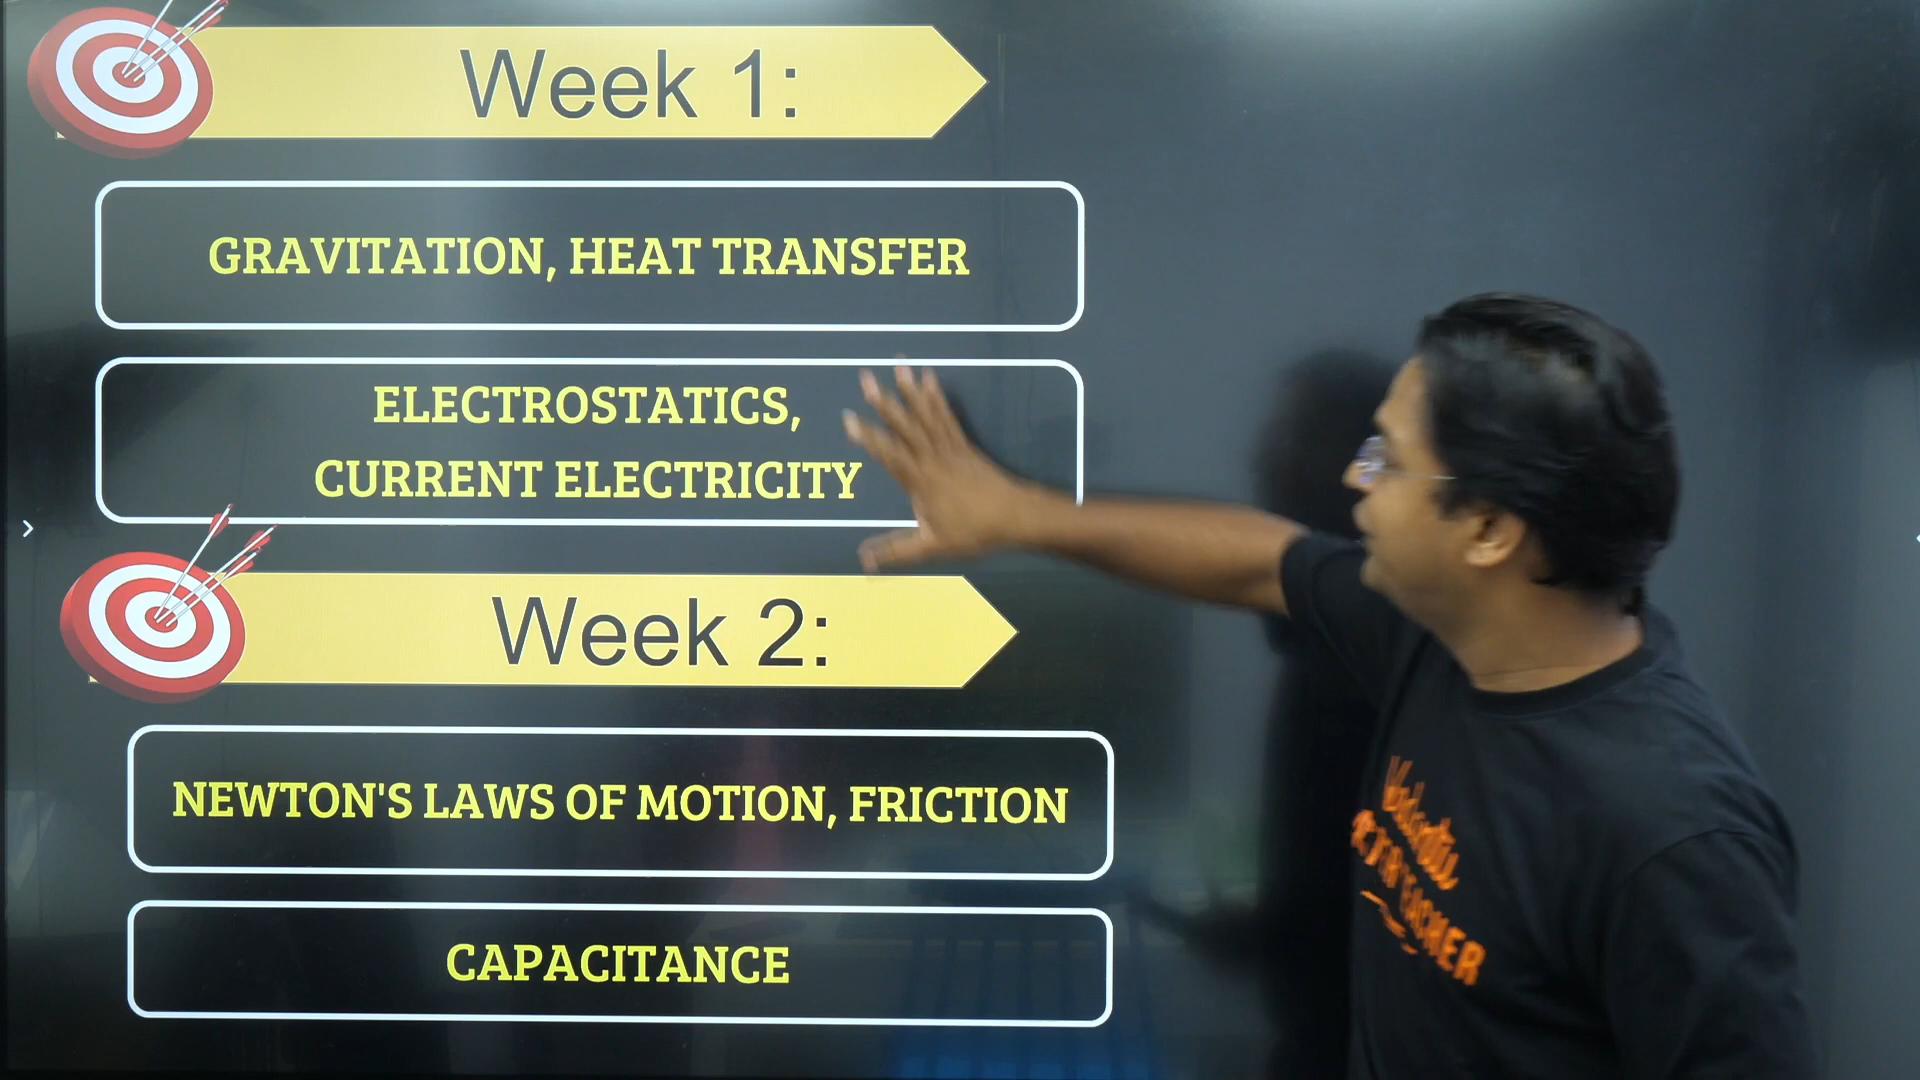 Week 1:
GRAVITATION, HEAT TRANSFER
ELECTROSTATICS,
CURRENT ELECTRICITY
Week 2:
NEWTON'S LAWS OF MOTION, FRICTION
CAPACITANCE